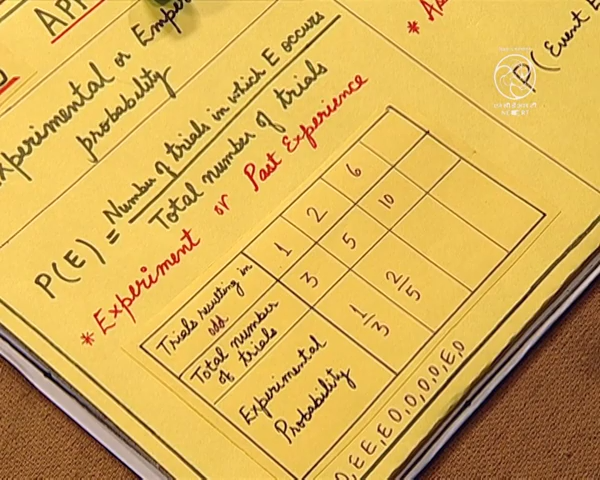 APP
Experimental or Emper
probability
P(E) = Number of trials in which E occurs
Total number of trials
* Experiment or Past Experience
Trials resulting in odd 1 2 6
Total number of trials 3 5 10
Experimental Probability 1/3 2/5
O, E E, E O, O, O, O, E, O
P(Event E